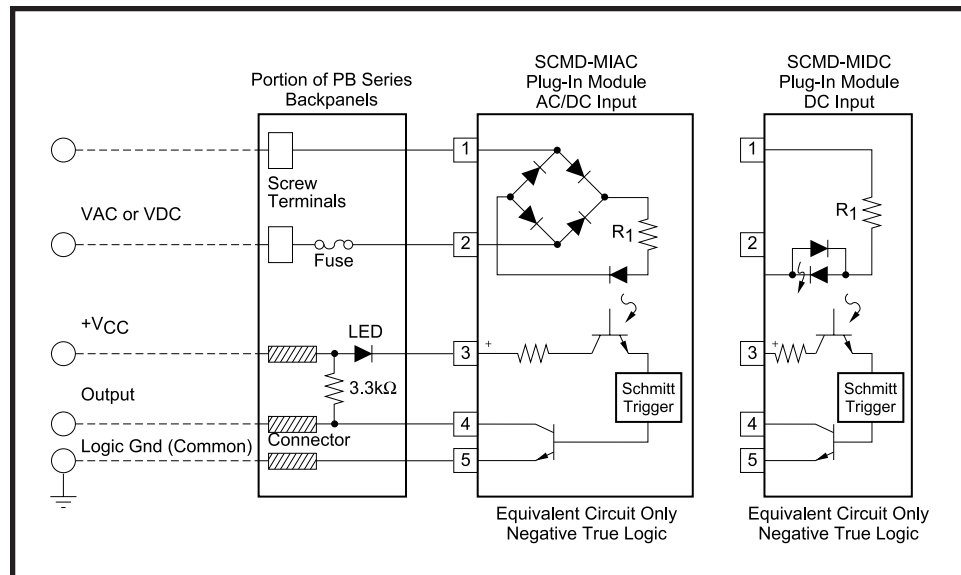 SCMD-MIAC
Plug-In Module
AC/DC Input
SCMD-MIDC
Plug-In Module
DC Input
Portion of PB Series
Backpanels
1
Screw
Terminals
VAC or VDC
2
Fuse
R1
+VCC
LED
3
+
3.3kΩ
Output
4
Schmitt
Trigger
Connector
Logic Gnd (Common)
5
1
R1
2
3
+
Schmitt
Trigger
4
5
Equivalent Circuit Only
Negative True Logic
Equivalent Circuit Only
Negative True Logic